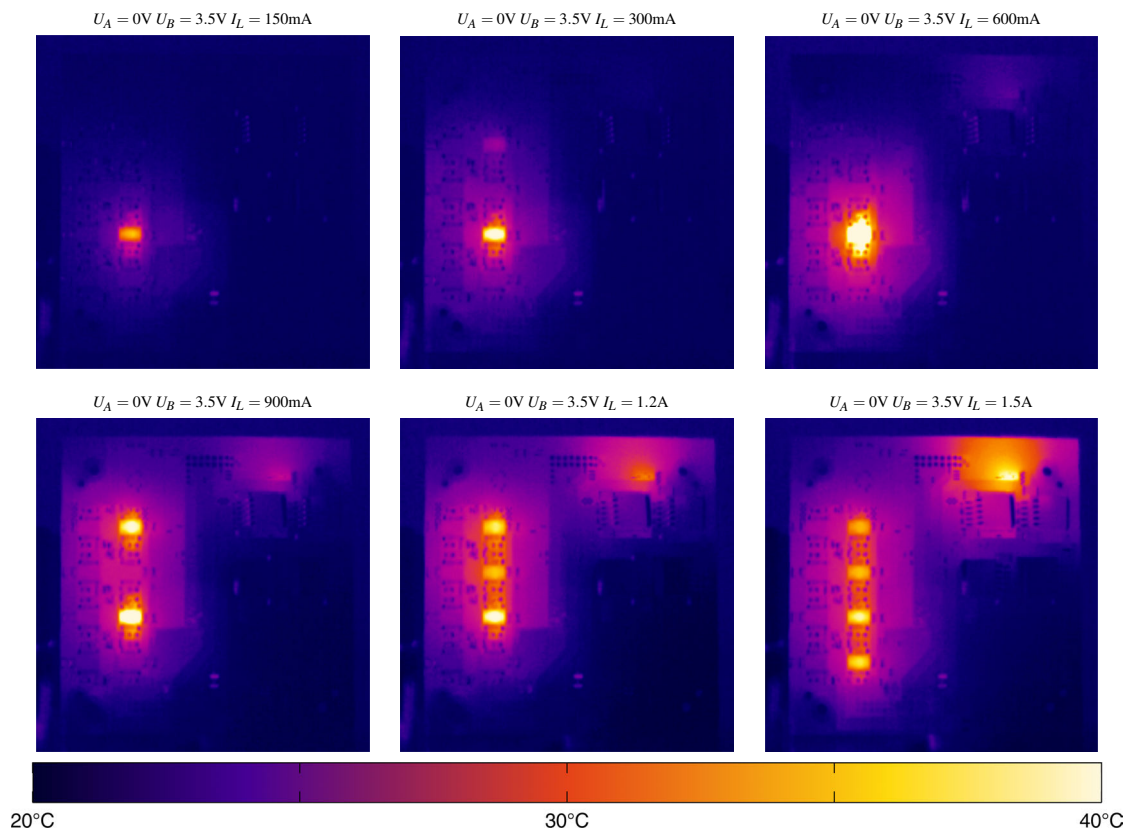 U_A = 0V U_B = 3.5V I_L = 150mA
U_A = 0V U_B = 3.5V I_L = 300mA
U_A = 0V U_B = 3.5V I_L = 600mA
U_A = 0V U_B = 3.5V I_L = 900mA
U_A = 0V U_B = 3.5V I_L = 1.2A
U_A = 0V U_B = 3.5V I_L = 1.5A
20°C
30°C
40°C